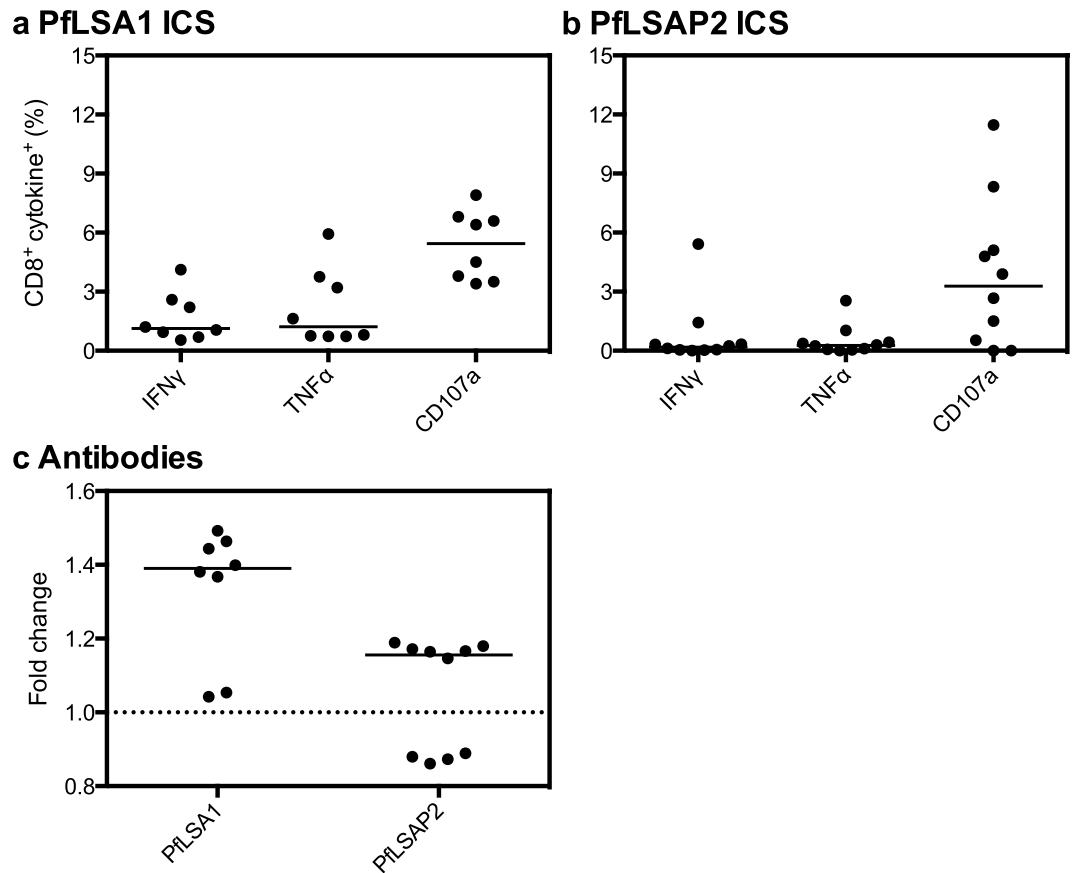 a PfLSA1 ICS
b PfLSAP2 ICS
CD8+ cytokine+ (%)
15
12
9
6
3
0
IFNγ
TNFα
CD107a
15
12
9
6
3
0
IFNγ
TNFα
CD107a
c Antibodies
Fold change
1.6
1.4
1.2
1.0
0.8
PfLSA1
PfLSAP2